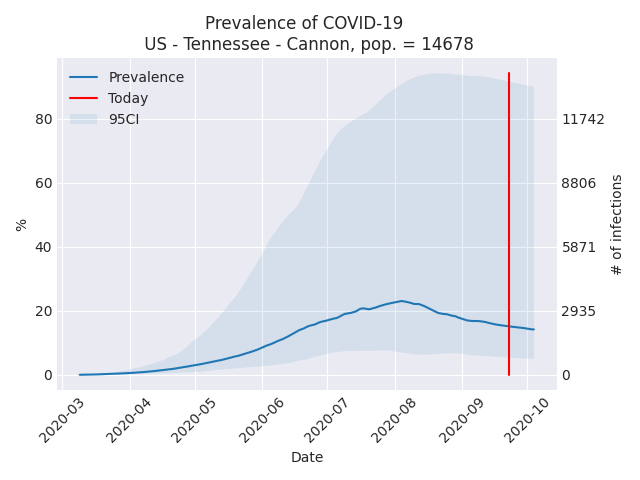 Prevalence of COVID-19
US - Tennessee - Cannon, pop. = 14678
Prevalence
Today
95CI
80
60
40
20
0
%
11742
8806
5871
2935
0
# of infections
2020-03
2020-04
2020-05
2020-06
2020-07
2020-08
2020-09
2020-10
Date